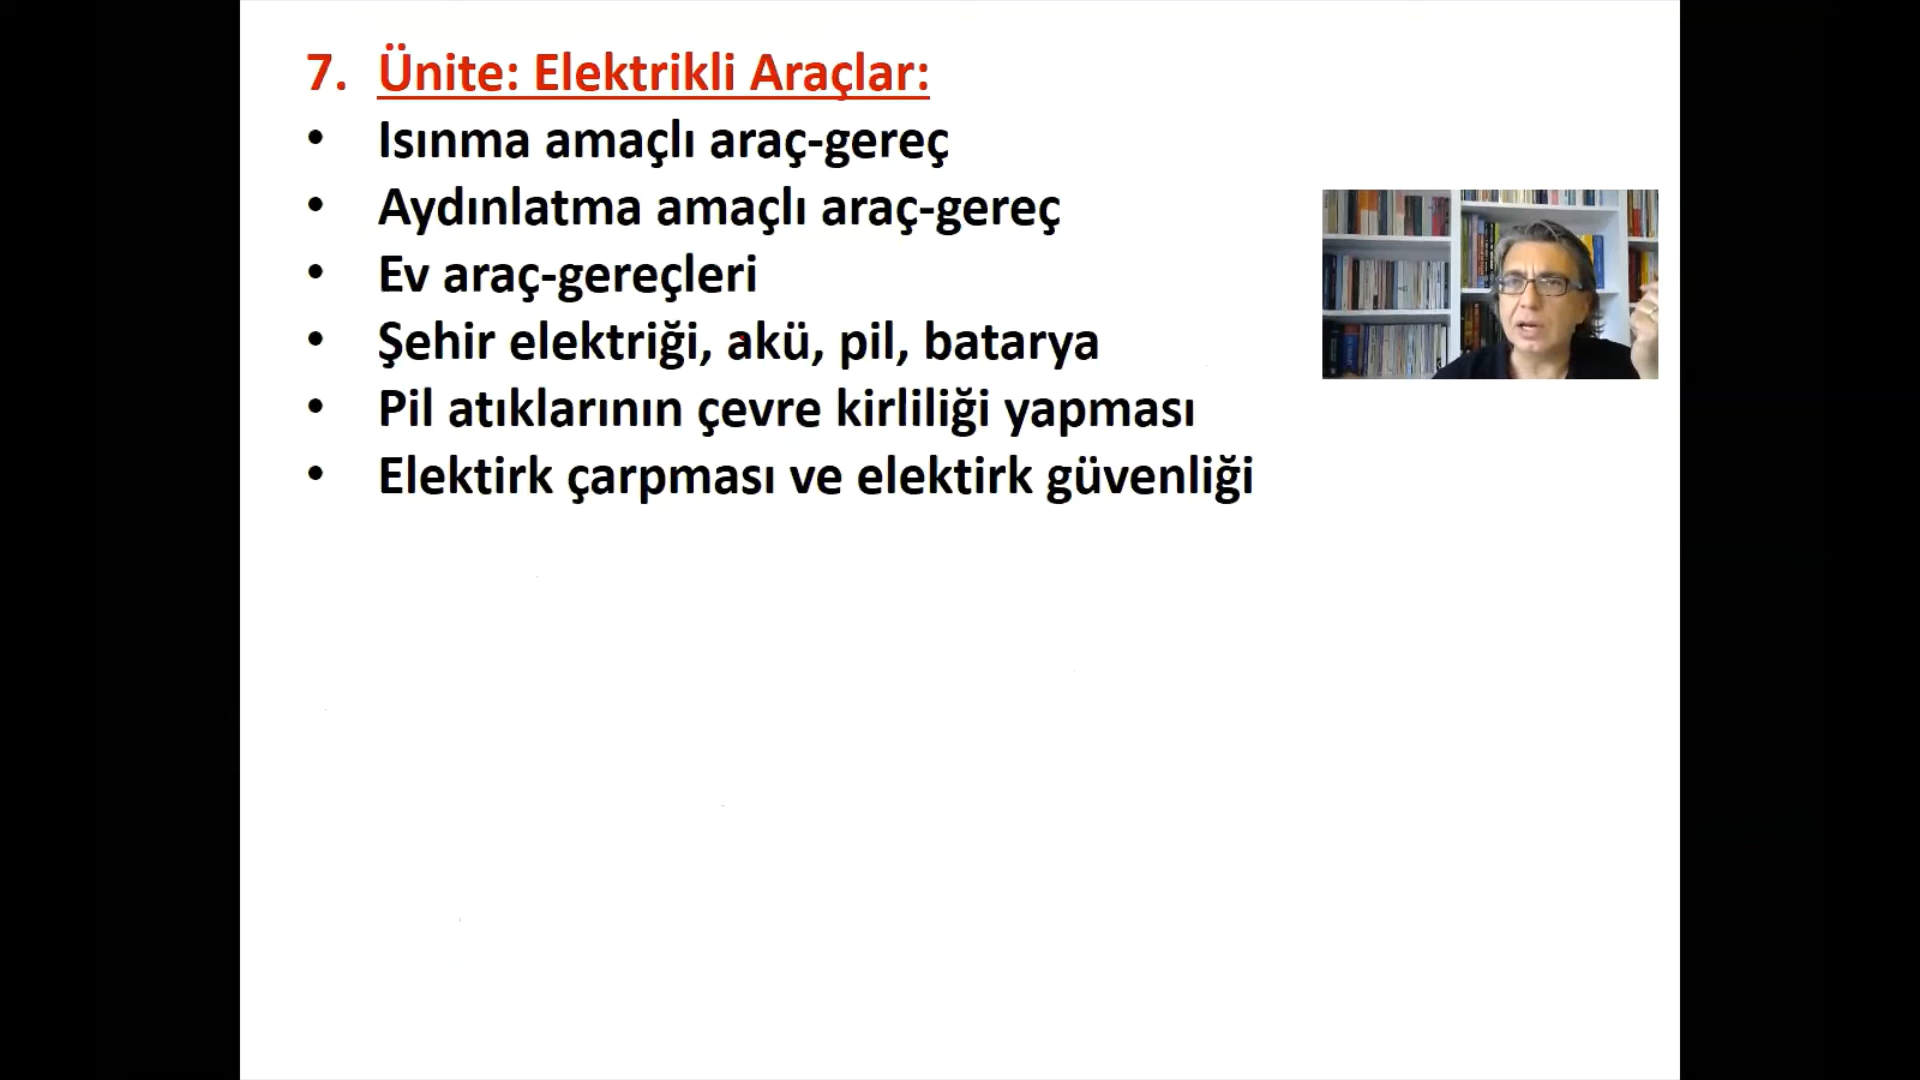 7. Ünite: Elektrikli Araçlar:
• Isınma amaçlı araç-gereç
• Aydınlatma amaçlı araç-gereç
• Ev araç-gereçleri
• Şehir elektriği, akü, pil, batarya
• Pil atıklarının çevre kirliliği yapması
• Elektirk çarpması ve elektirk güvenliği